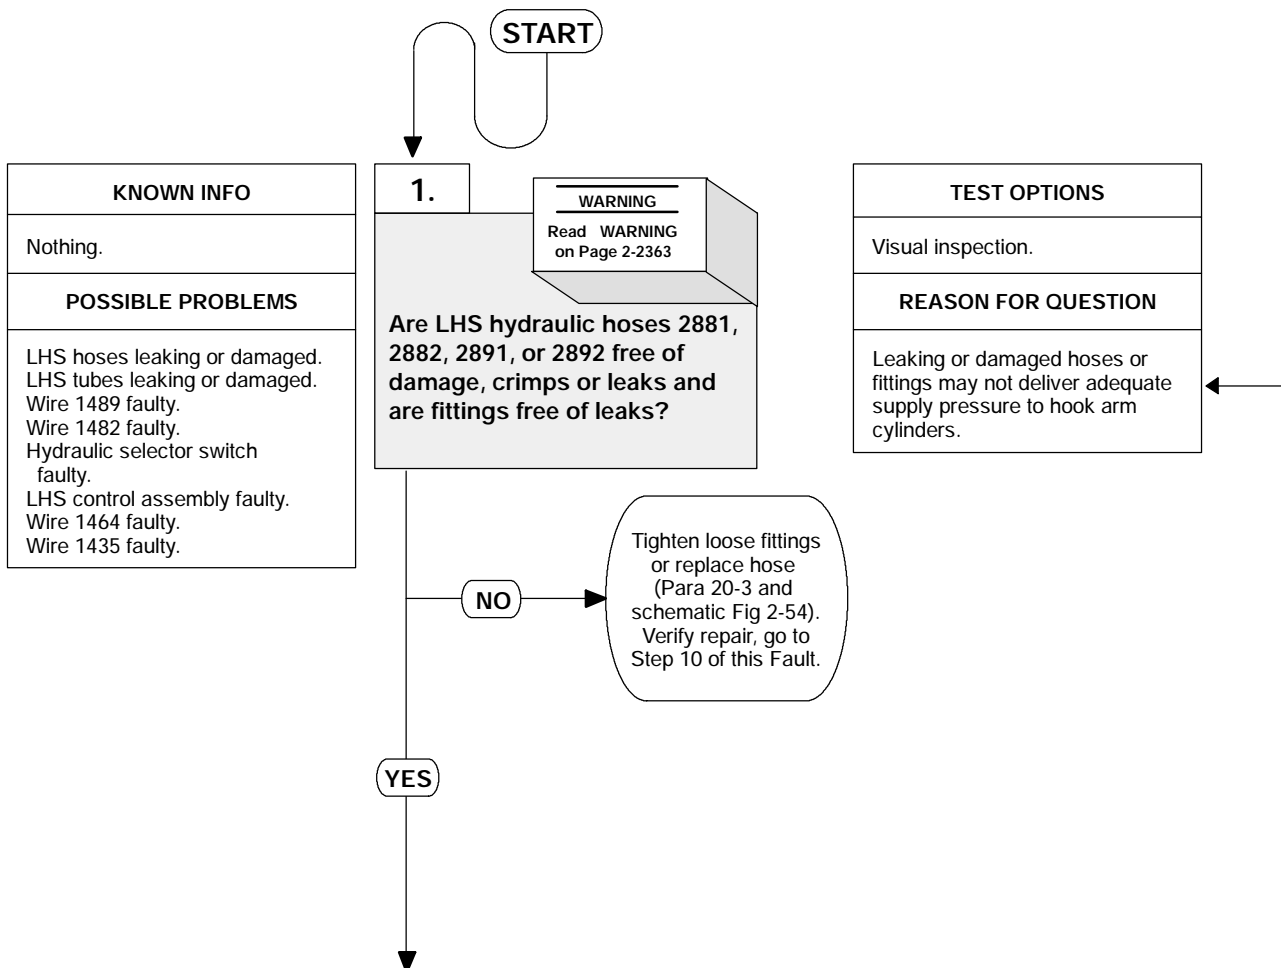 START
KNOWN INFO
Nothing.
POSSIBLE PROBLEMS
LHS hoses leaking or damaged.
LHS tubes leaking or damaged.
Wire 1489 faulty.
Wire 1482 faulty.
Hydraulic selector switch
faulty.
LHS control assembly faulty.
Wire 1464 faulty.
Wire 1435 faulty.
1.
WARNING
Read WARNING
on Page 2-2363
Are LHS hydraulic hoses 2881,
2882, 2891, or 2892 free of
damage, crimps or leaks and
are fittings free of leaks?
TEST OPTIONS
Visual inspection.
REASON FOR QUESTION
Leaking or damaged hoses or
fittings may not deliver adequate
supply pressure to hook arm
cylinders.
NO
Tighten loose fittings
or replace hose
(Para 20-3 and
schematic Fig 2-54).
Verify repair, go to
Step 10 of this Fault.
YES